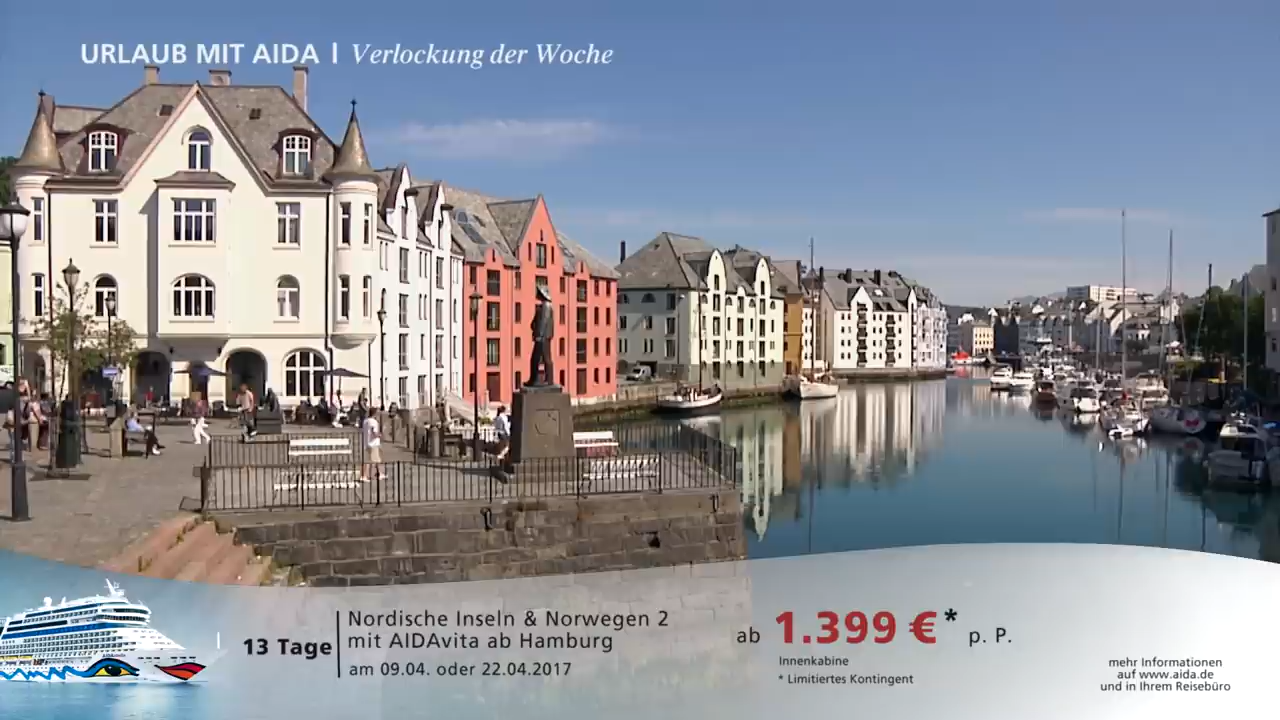 URLAUB MIT AIDA | Verlockung der Woche
13 Tage
Nordische Inseln & Norwegen 2
mit AIDAvita ab Hamburg
am 09.04. oder 22.04.2017
ab 1.399 €* p. P.
Innenkabine
* Limitiertes Kontingent
mehr Informationen
auf www.aida.de
und in Ihrem Reisebüro